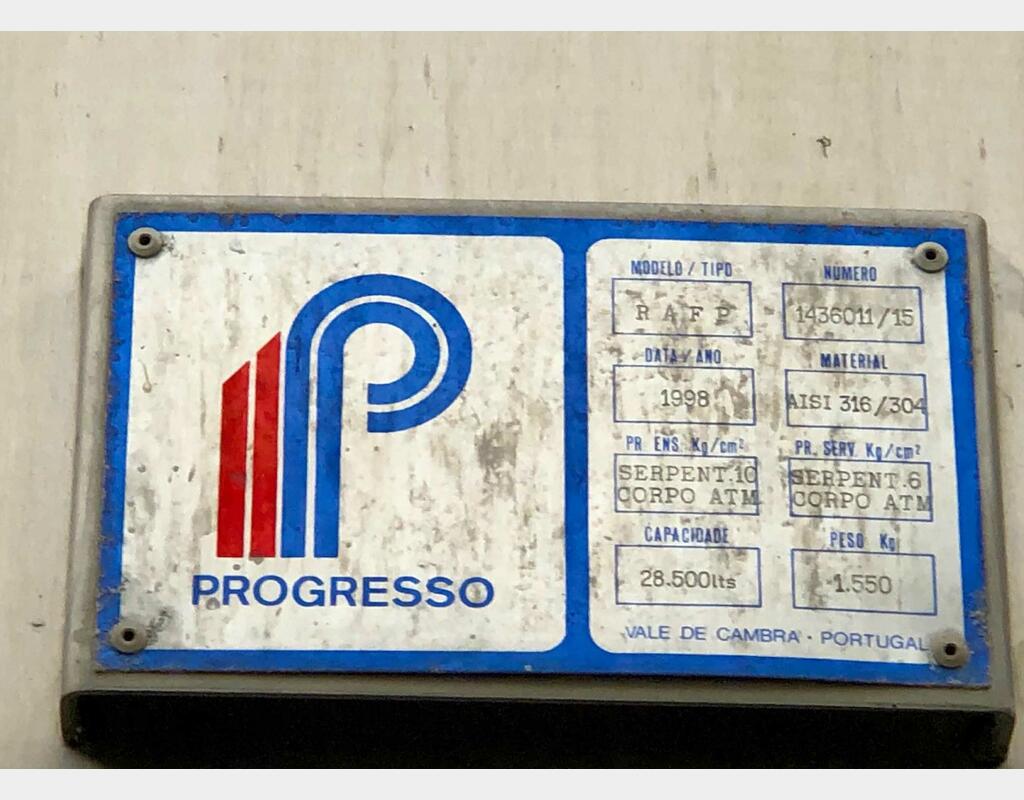 PROGRESSO
MODELO / TIPO
RAFP
NUMERO
1436011/15
DATA / ANO
1998
MATERIAL
AISI 316/304
PR. ENS. Kg/cm²
SERPENT.10
CORPO ATM
PR. SERV. Kg/cm²
SERPENT.6
CORPO ATM
CAPACIDADE
28.500lts
PESO Kg
1.550
VALE DE CAMBRA · PORTUGAL